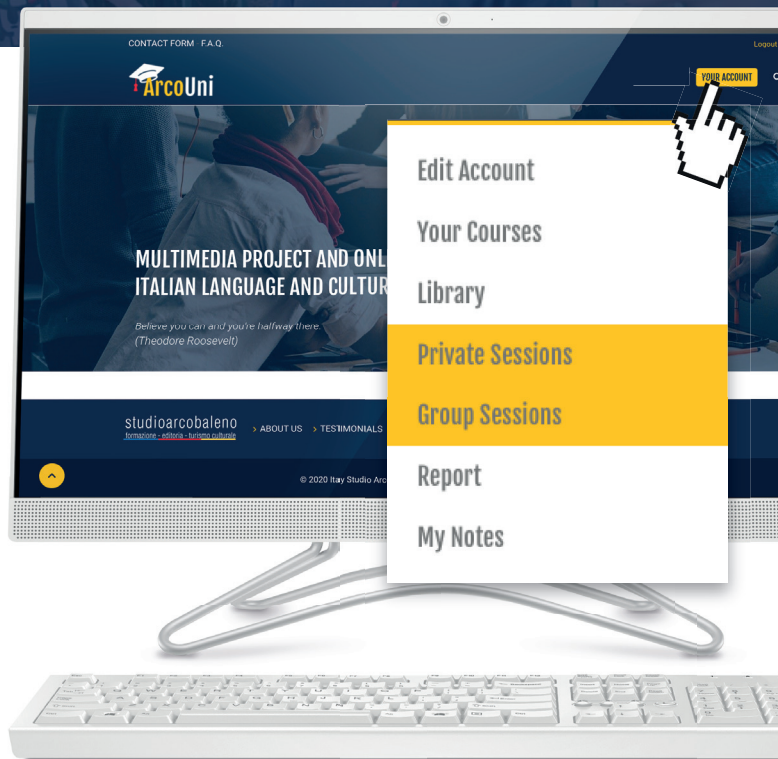 CONTACT FORM - F.A.Q.
Logout
ArcoUni
YOUR ACCOUNT
Edit Account
Your Courses
Library
Private Sessions
Group Sessions
Report
My Notes
MULTIMEDIA PROJECT AND ONL
ITALIAN LANGUAGE AND CULTUR
Believe you can and you're halfway there.
(Theodore Roosevelt)
studioarcobaleno
formazione - editoria - turismo culturale
> ABOUT US > TESTIMONIALS
© 2020 Itay Studio Arc